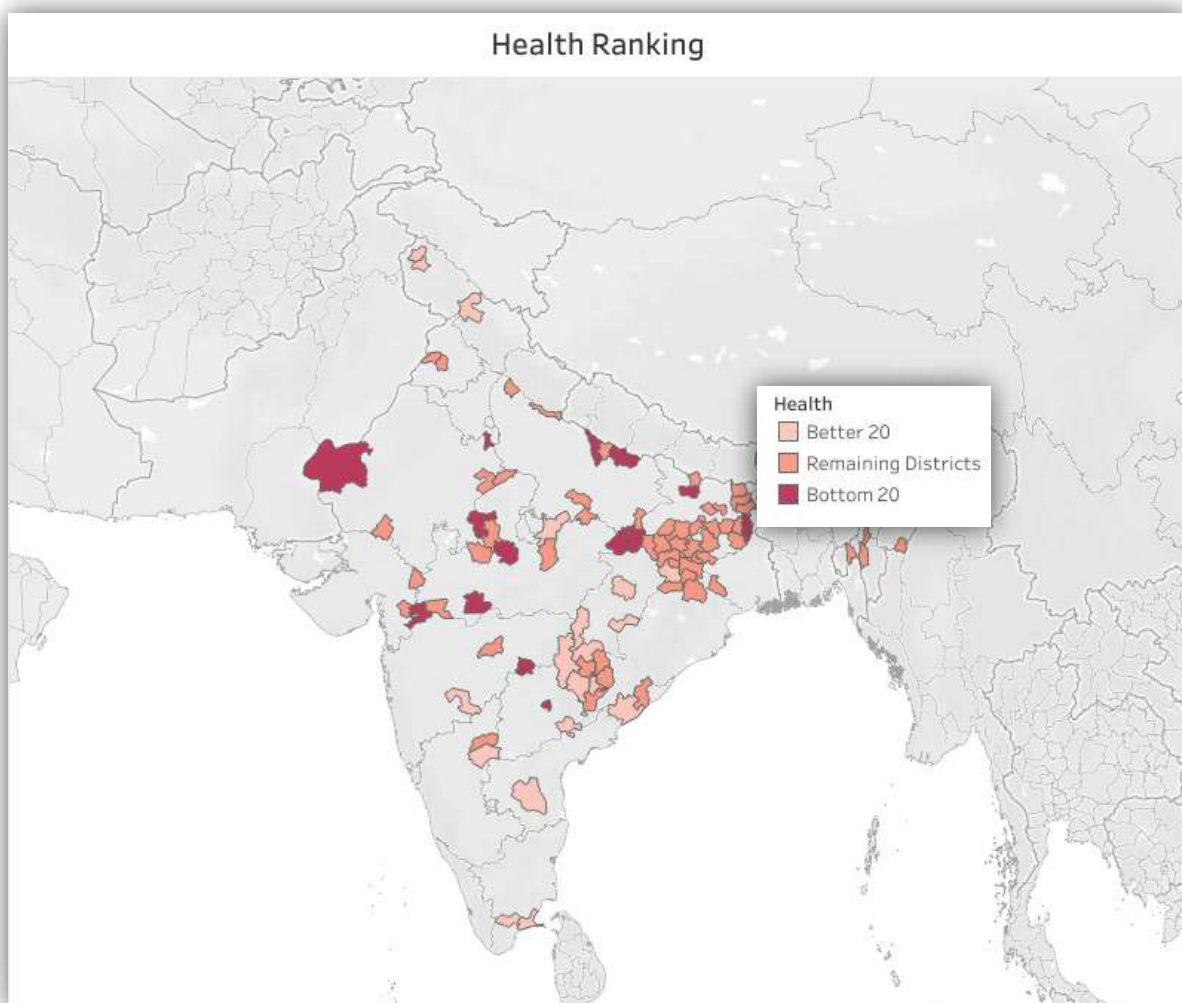 Health Ranking
Health
Better 20
Remaining Districts
Bottom 20